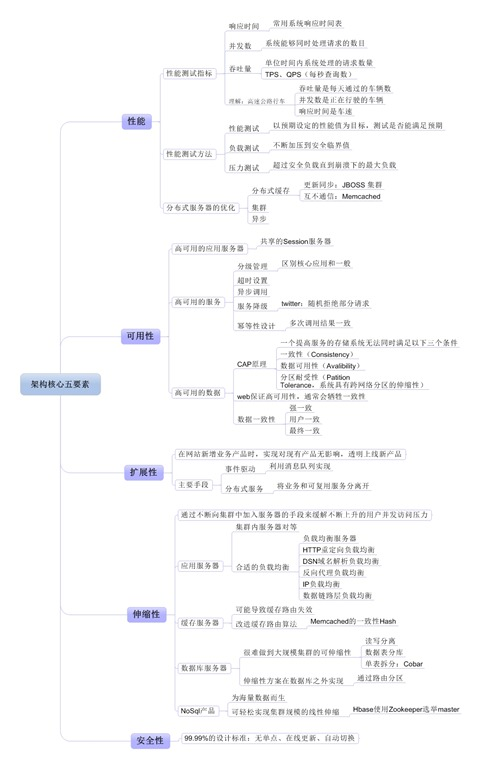 架构核心五要素
性能
性能测试指标
响应时间
常用系统响应时间表
并发数
系统能够同时处理请求的数目
吞吐量
单位时间内系统处理的请求数量
TPS、QPS（每秒查询数）
理解：高速公路行车
吞吐量是每天通过的车辆数
并发数是正在行驶的车辆
响应时间是车速
性能测试方法
性能测试
以预期设定的性能值为目标，测试是否能满足预期
负载测试
不断加压到安全临界值
压力测试
超过安全负载直到崩溃下的最大负载
分布式服务器的优化
分布式缓存
更新同步：JBOSS 集群
互不通信：Memcached
集群
异步
可用性
高可用的应用服务器
共享的Session服务器
高可用的服务
分级管理
区别核心应用和一般
超时设置
异步调用
服务降级
twitter：随机拒绝部分请求
幂等性设计
多次调用结果一致
高可用的数据
CAP原理
一个提高服务的存储系统无法同时满足以下三个条件
一致性（Consistency）
数据可用性（Avalibility）
分区耐受性（Patition
Tolerance，系统具有跨网络分区的伸缩性）
web保证高可用性，通常会牺牲一致性
数据一致性
强一致
用户一致
最终一致
扩展性
在网站新增业务产品时，实现对现有产品无影响，透明上线新产品
主要手段
事件驱动
利用消息队列实现
分布式服务
将业务和可复用服务分离开
伸缩性
通过不断向集群中加入服务器的手段来缓解不断上升的用户并发访问压力
应用服务器
集群内服务器对等
合适的负载均衡
负载均衡服务器
HTTP重定向负载均衡
DSN域名解析负载均衡
反向代理负载均衡
IP负载均衡
数据链路层负载均衡
缓存服务器
可能导致缓存路由失效
改进缓存路由算法
Memcached的一致性Hash
数据库服务器
很难做到大规模集群的可伸缩性
读写分离
数据表分库
单表拆分：Cobar
伸缩性方案在数据库之外实现
通过路由分区
NoSql产品
为海量数据而生
可轻松实现集群规模的线性伸缩
Hbase使用Zookeeper选举master
安全性
99.99%的设计标准：无单点、在线更新、自动切换